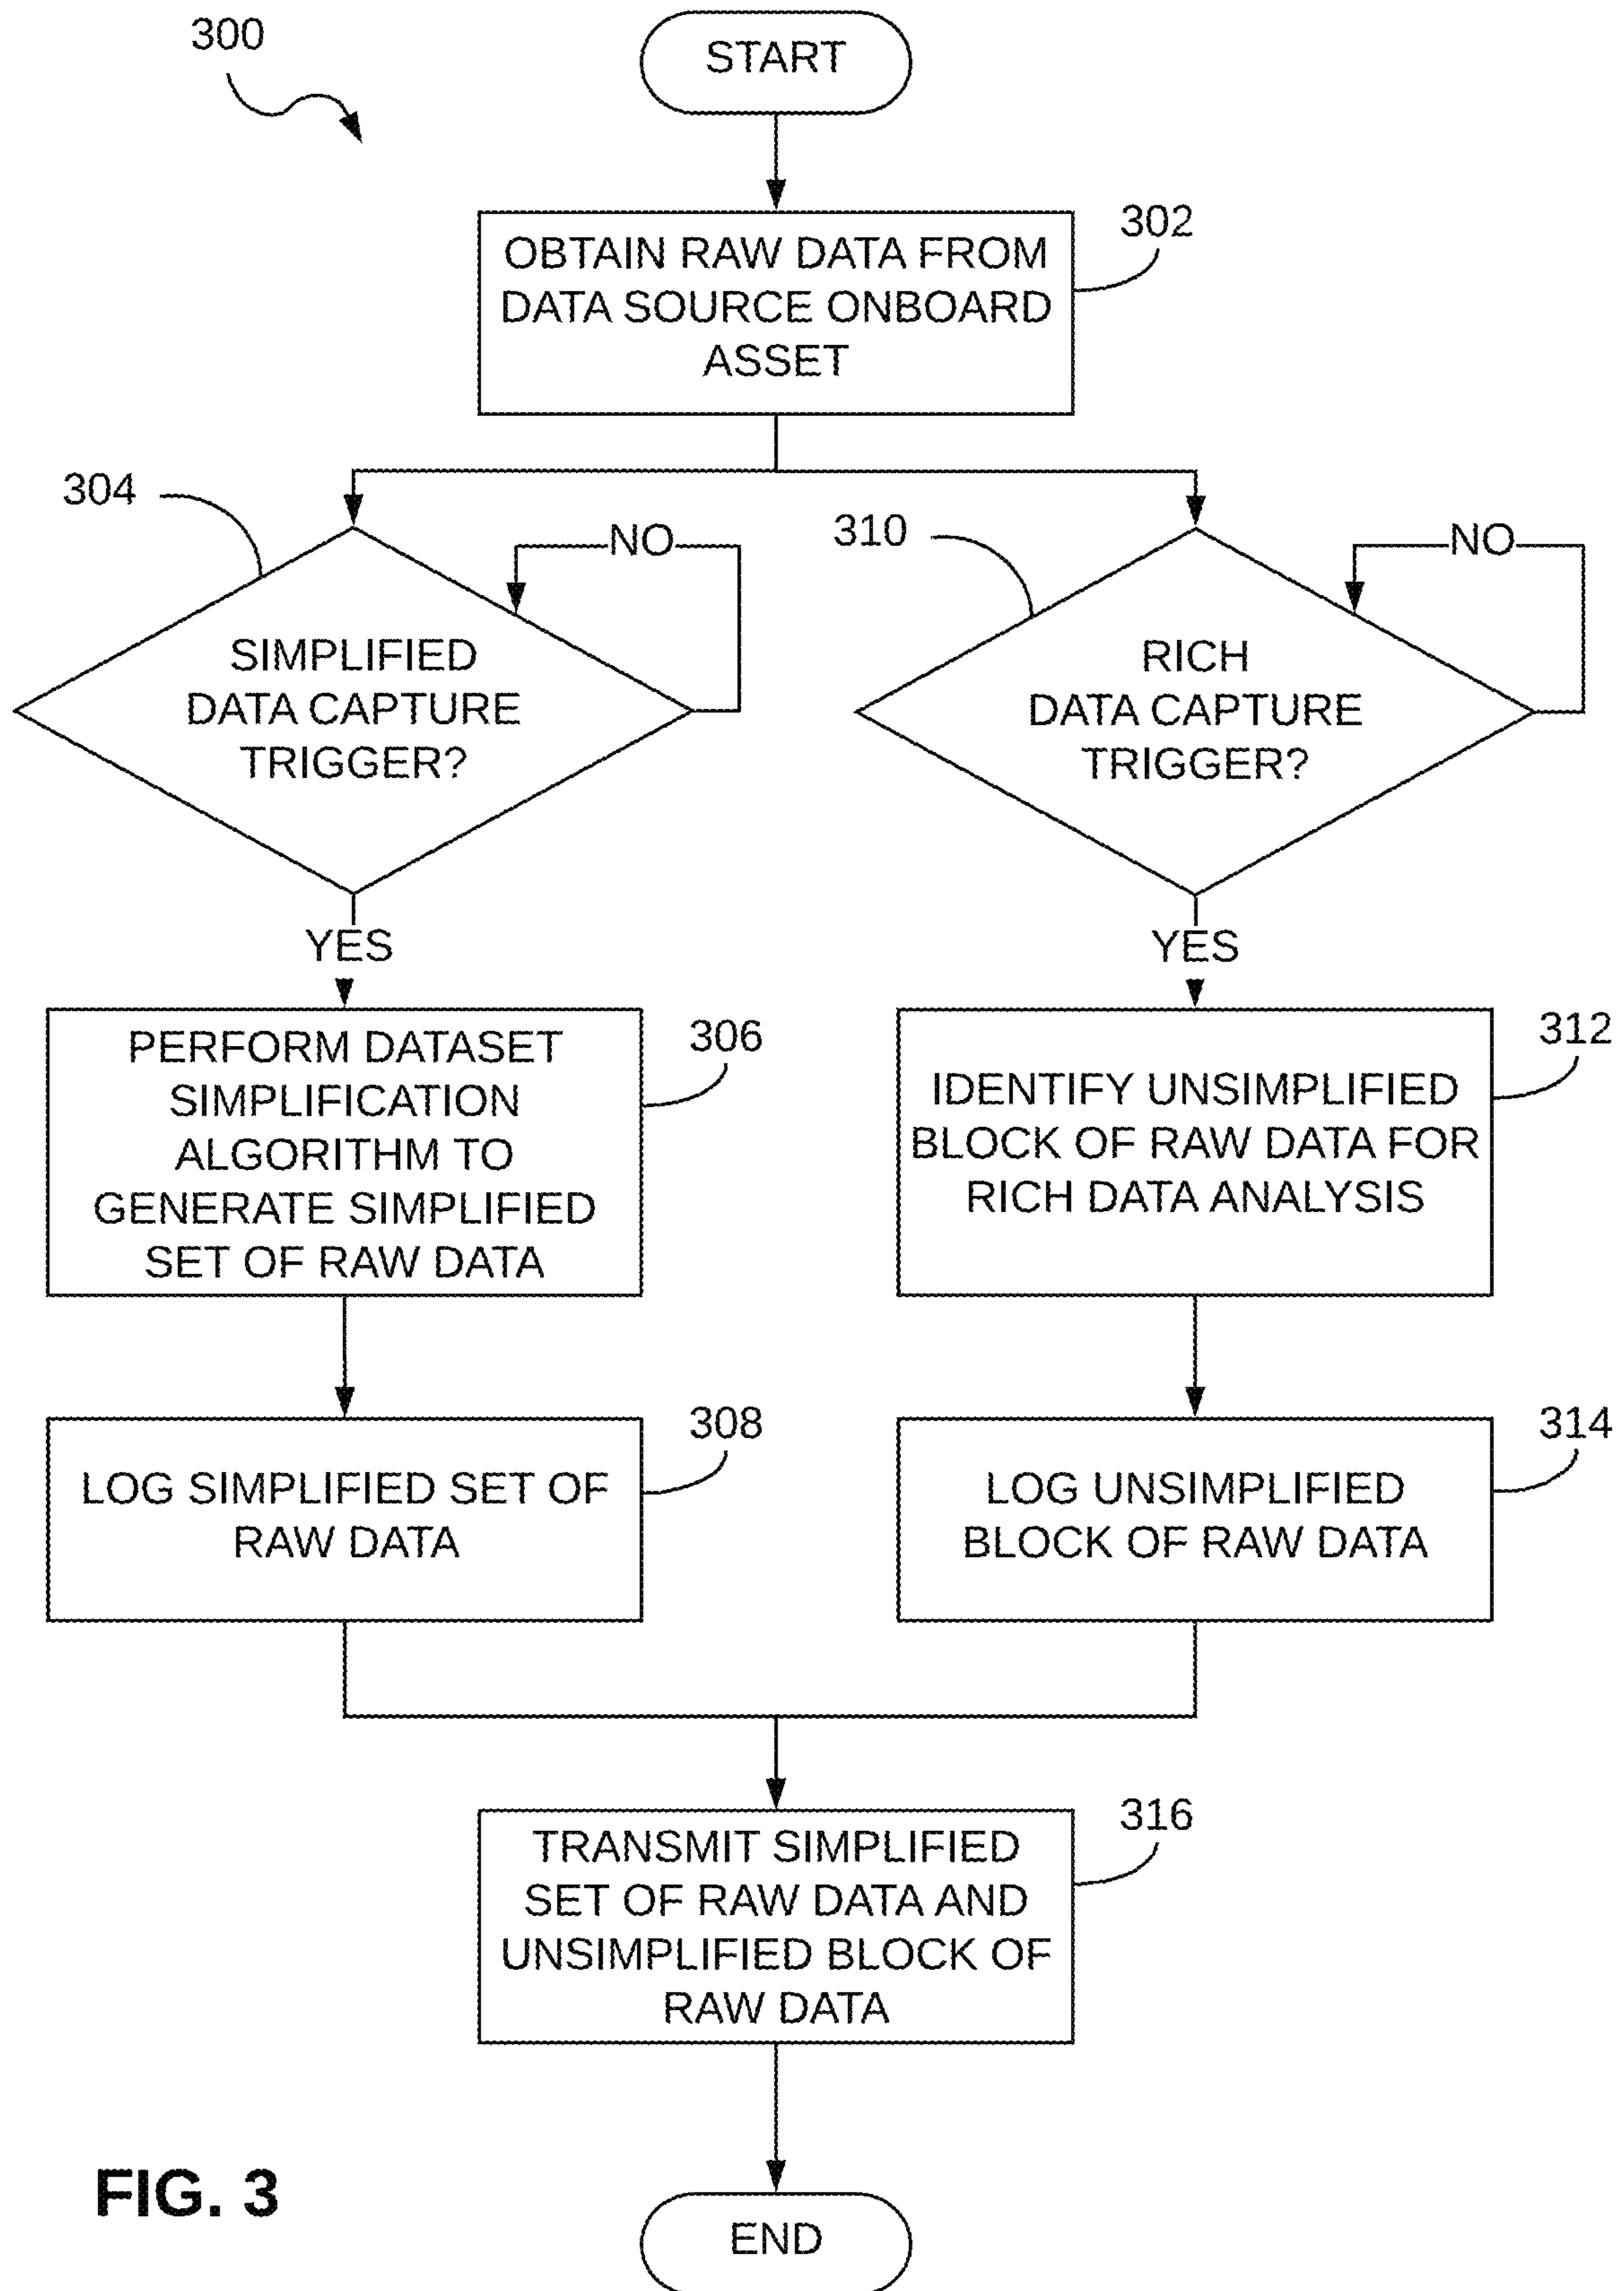 300
START
302
OBTAIN RAW DATA FROM
DATA SOURCE ONBOARD
ASSET
304
NO
SIMPLIFIED
DATA CAPTURE
TRIGGER?
YES
306
PERFORM DATASET
SIMPLIFICATION
ALGORITHM TO
GENERATE SIMPLIFIED
SET OF RAW DATA
308
LOG SIMPLIFIED SET OF
RAW DATA
310
NO
RICH
DATA CAPTURE
TRIGGER?
YES
312
IDENTIFY UNSIMPLIFIED
BLOCK OF RAW DATA FOR
RICH DATA ANALYSIS
314
LOG UNSIMPLIFIED
BLOCK OF RAW DATA
316
TRANSMIT SIMPLIFIED
SET OF RAW DATA AND
UNSIMPLIFIED BLOCK OF
RAW DATA
END
FIG. 3